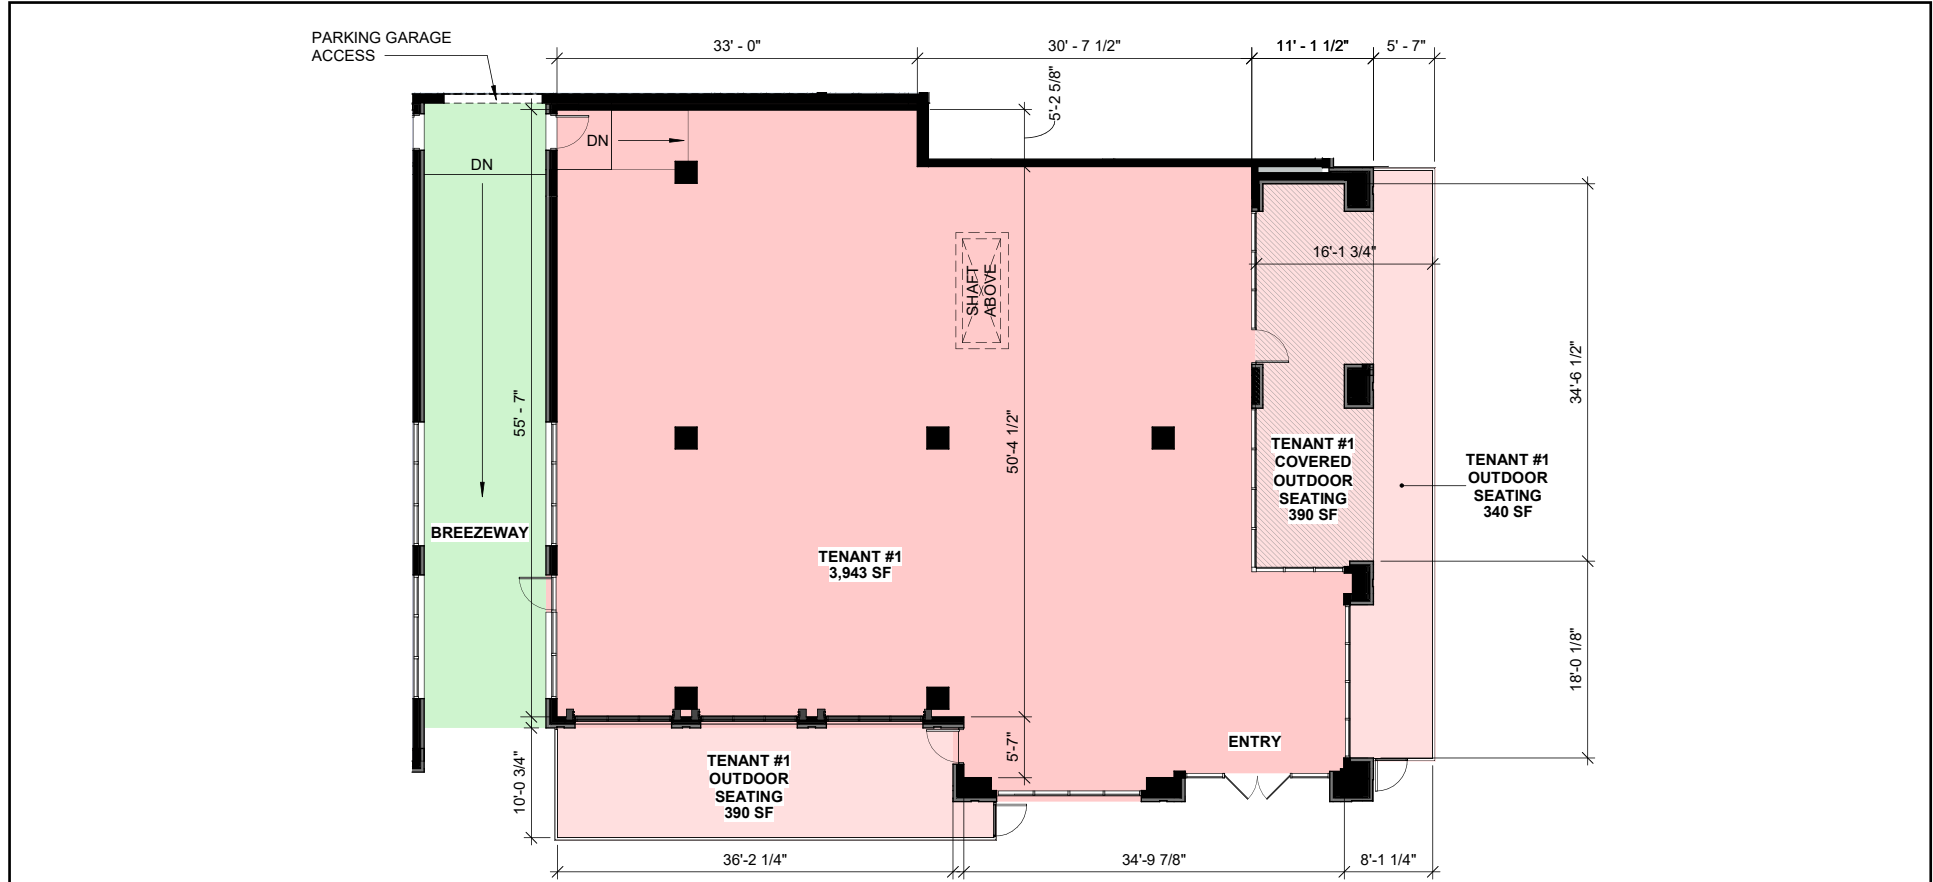 PARKING GARAGE
ACCESS
33' - 0"
30' - 7 1/2"
11' - 1 1/2"
5' - 7"
5'-2 5/8"
DN
DN
SHAFT
ABOVE
16'-1 3/4"
34'-6 1/2"
55' - 7"
50'-4 1/2"
TENANT #1
COVERED
OUTDOOR
SEATING
390 SF
TENANT #1
OUTDOOR
SEATING
340 SF
BREEZEWAY
TENANT #1
3,943 SF
18'-0 1/8"
ENTRY
5'-7"
10'-0 3/4"
TENANT #1
OUTDOOR
SEATING
390 SF
36'-2 1/4"
34'-9 7/8"
8'-1 1/4"